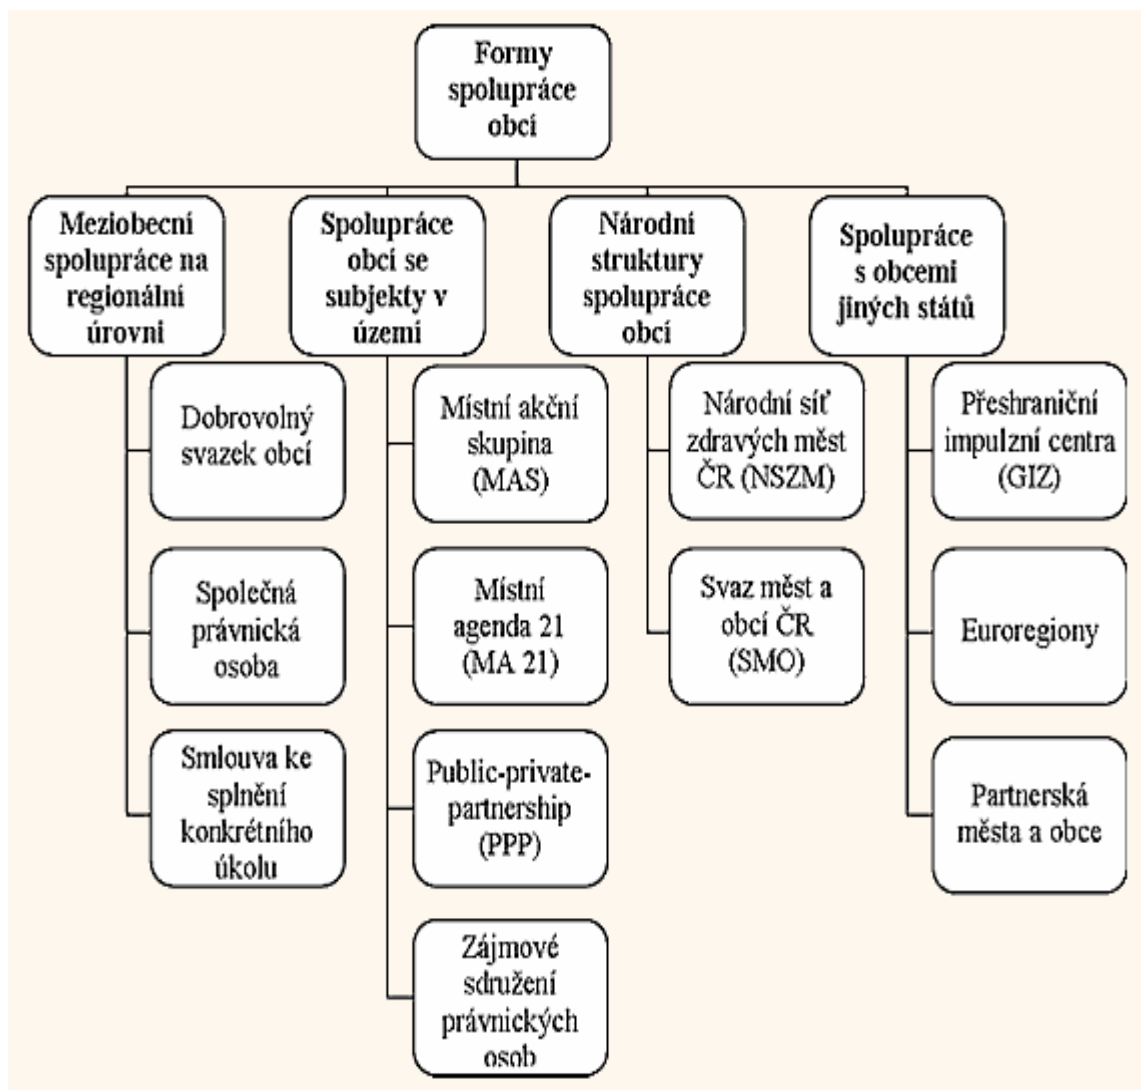 Formy
spolupráce
obcí
Meziobecní
spolupráce na
regionální
úrovni
Dobrovolný
svazek obcí
Společná
právnická
osoba
Smlouva ke
splnění
konkrétního
úkolu
Spolupráce
obcí se
subjekty v
území
Místní akční
skupina
(MAS)
Místní
agenda 21
(MA 21)
Public-private-
partnership
(PPP)
Zájmové
sdružení
právnických
osob
Národní
struktury
spolupráce
obcí
Národní síť
zdravých měst
ČR (NSZM)
Svaz měst a
obcí ČR
(SMO)
Spolupráce
s obcemi
jiných států
Přeshraniční
impulzní centra
(GIZ)
Euroregiony
Partnerská
města a obce